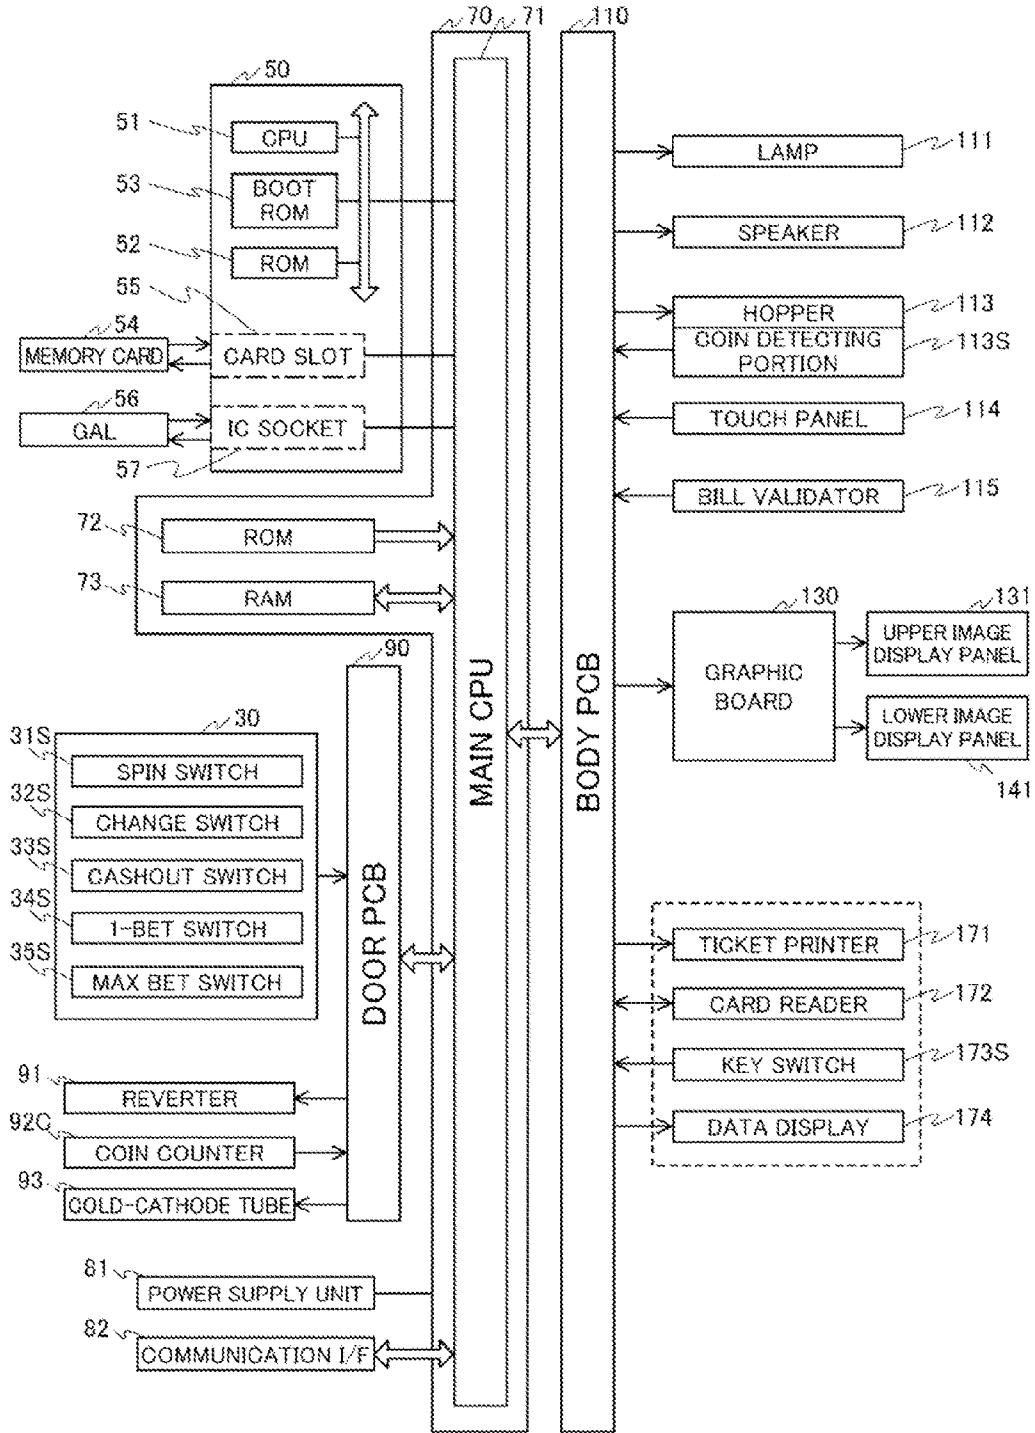 70
71
110
50
51
CPU
53
BOOT
ROM
52
ROM
55
54
MEMORY CARD
CARD SLOT
56
GAL
IC SOCKET
57
72
ROM
73
RAM
90
30
31S
SPIN SWITCH
32S
CHANGE SWITCH
33S
CASHOUT SWITCH
34S
1-BET SWITCH
35S
MAX BET SWITCH
DOOR PCB
91
REVERTER
92C
COIN COUNTER
93
COLD-CATHODE TUBE
81
POWER SUPPLY UNIT
82
COMMUNICATION I/F
MAIN CPU
BODY PCB
LAMP
111
SPEAKER
112
HOPPER
113
COIN DETECTING
PORTION
113S
TOUCH PANEL
114
BILL VALIDATOR
115
130
GRAPHIC
BOARD
131
UPPER IMAGE
DISPLAY PANEL
LOWER IMAGE
DISPLAY PANEL
141
TICKET PRINTER
171
CARD READER
172
KEY SWITCH
173S
DATA DISPLAY
174